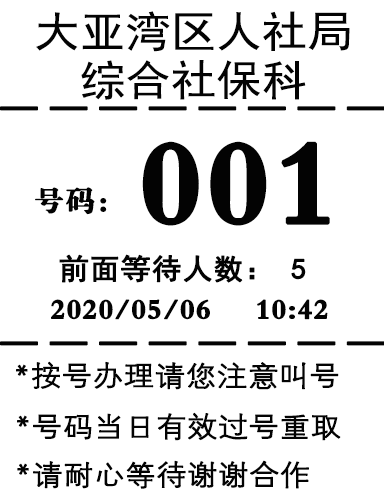 大亚湾区人社局
综合社保科
号码: 001
前面等待人数: 5
2020/05/06 10:42
*按号办理请您注意叫号
*号码当日有效过号重取
*请耐心等待谢谢合作